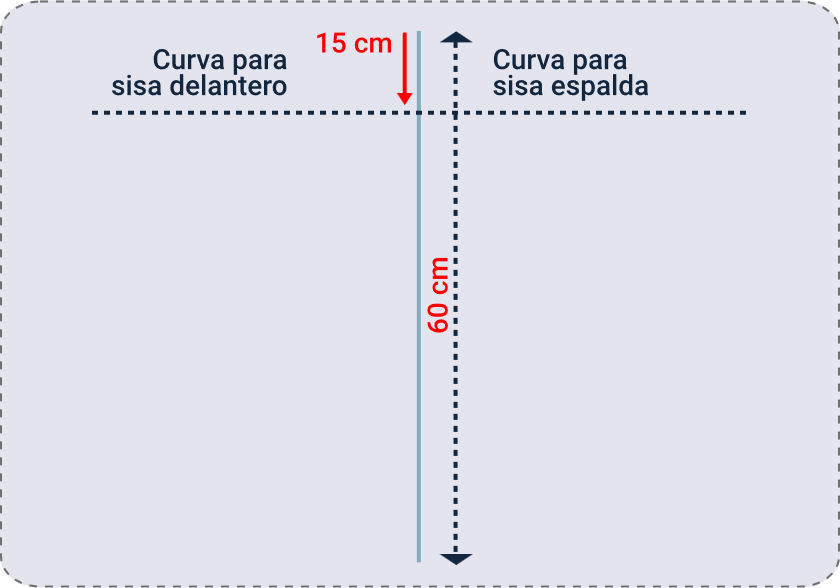 15 cm
Curva para
sisa delantero
Curva para
sisa espalda
60 cm